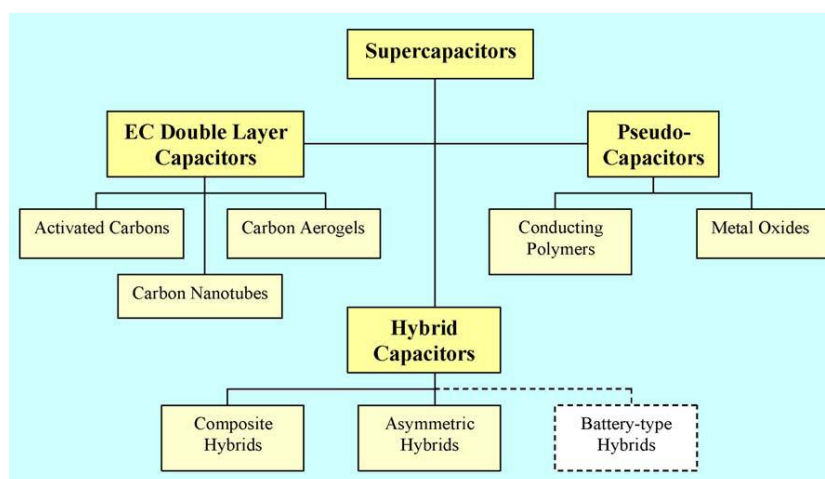 Supercapacitors
EC Double Layer
Capacitors
Pseudo-
Capacitors
Activated Carbons
Carbon Aerogels
Conducting
Polymers
Metal Oxides
Carbon Nanotubes
Hybrid
Capacitors
Composite
Hybrids
Asymmetric
Hybrids
Battery-type
Hybrids